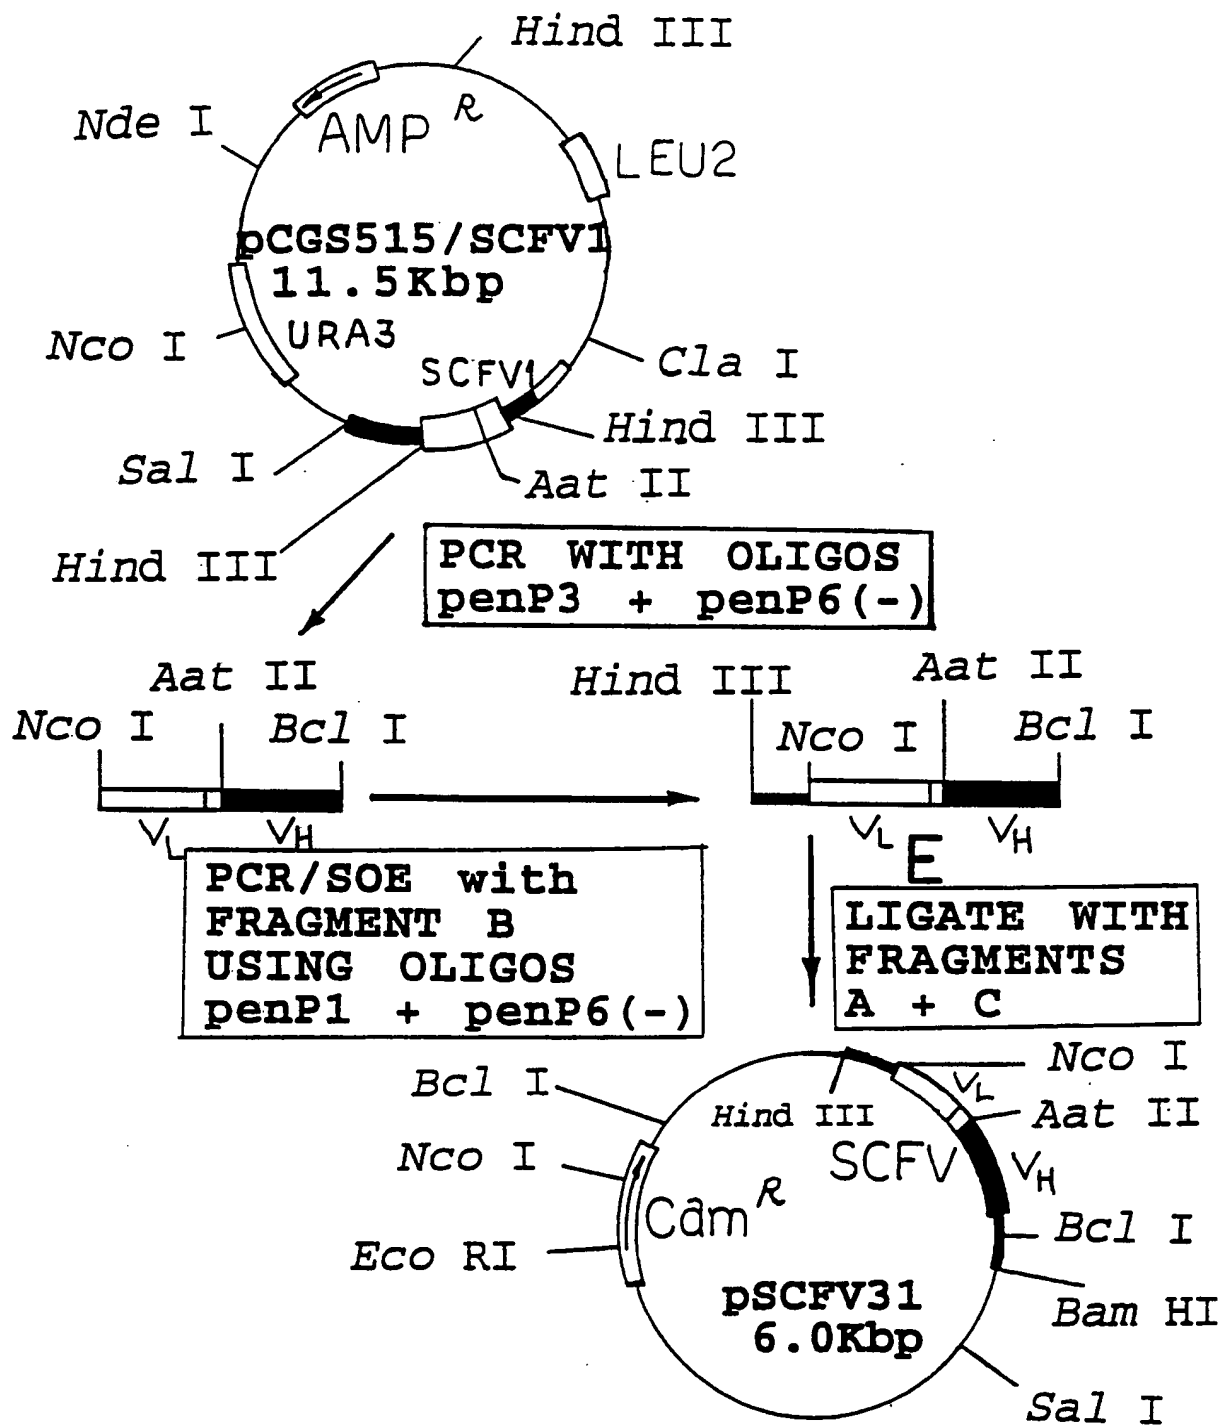 Hind III
AMP R
Nde I
LEU2
pCGS515/SCFV1
11.5Kbp
URA3
Nco I
SCFV1
Cla I
Hind III
Sal I
Aat II
Hind III
PCR WITH OLIGOS
penP3 + penP6(-)
Aat II
Nco I
Bcl I
VL
VH
Hind III
Aat II
Nco I
Bcl I
VL
VH
E
PCR/SOE with
FRAGMENT B
USING OLIGOS
penP1 + penP6(-)
LIGATE WITH
FRAGMENTS
A + C
Bcl I
Nco I
Eco RI
Cam R
Hind III
SCFV
Nco I
VL
Aat II
VH
Bcl I
Bam HI
Sal I
pSCFV31
6.0Kbp